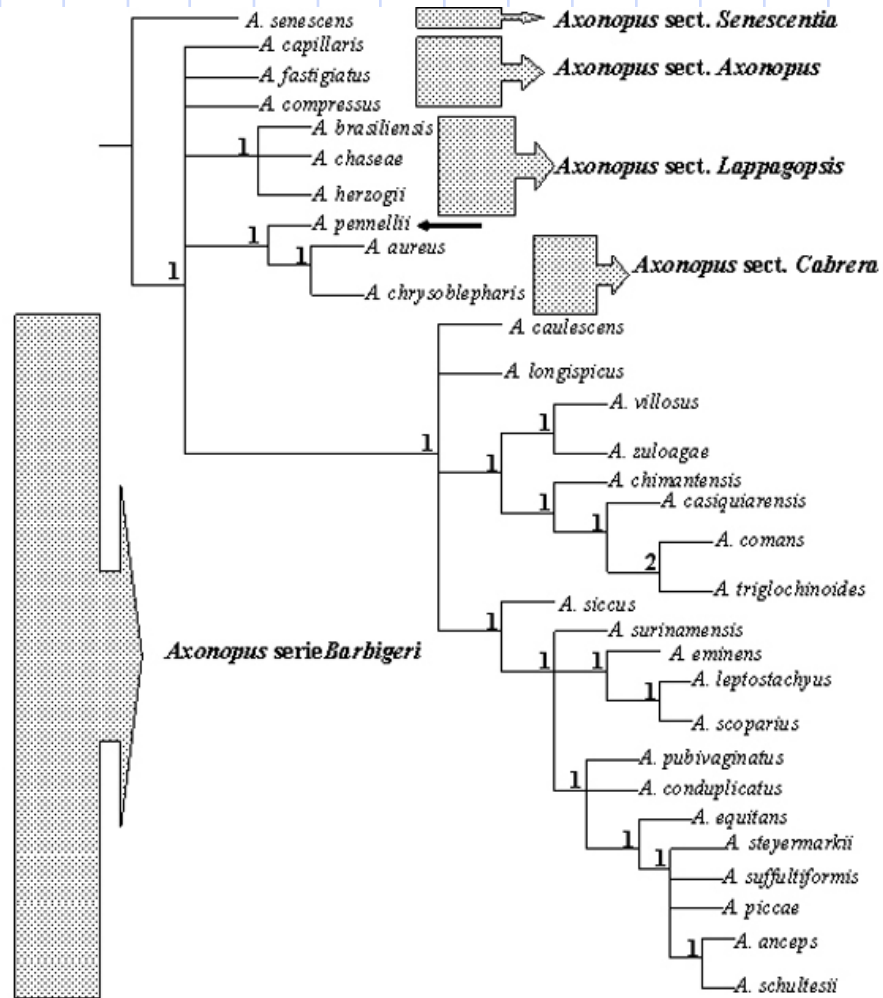 A. senescens
Axonopus sect. Senescentia
A. capillaris
A. fastigiatus
Axonopus sect. Axonopus
A. compressus
A. brasiliensis
1
A. chaseae
Axonopus sect. Lappagopsis
A. herzogii
A. pennellii
1
A. aureus
1
Axonopus sect. Cabrera
1
A. chrysoblepharis
A. caulescens
A. longispicus
A. villosus
1
1
A. zuloagae
1
A. chimantensis
1
A. casiquiarensis
1
A. comans
2
A. triglochinoides
A. siccus
1
A. surinamensis
Axonopus serie Barbigeri
1
1
A. eminens
A. leptostachyus
1
A. scoparius
A. pubivaginatus
1
A. conduplicatus
A. equitans
1
A. steyermarkii
1
A. suffultiformis
A. piccae
A. anceps
1
A. schultesii